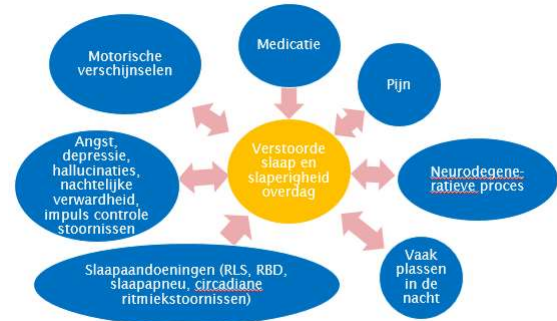 Motorische
verschijnselen
Medicatie
Pijn
Angst,
depressie,
hallucinaties,
nachtelijke
verwardheid,
impuls controle
stoornissen
Verstoorde
slaap en
slaperigheid
overdag
Neurodegene-
ratieve proces
Slaapaandoeningen (RLS, RBD,
slaapapneu, circadiane
ritmiekstoornissen)
Vaak
plassen
in de
nacht